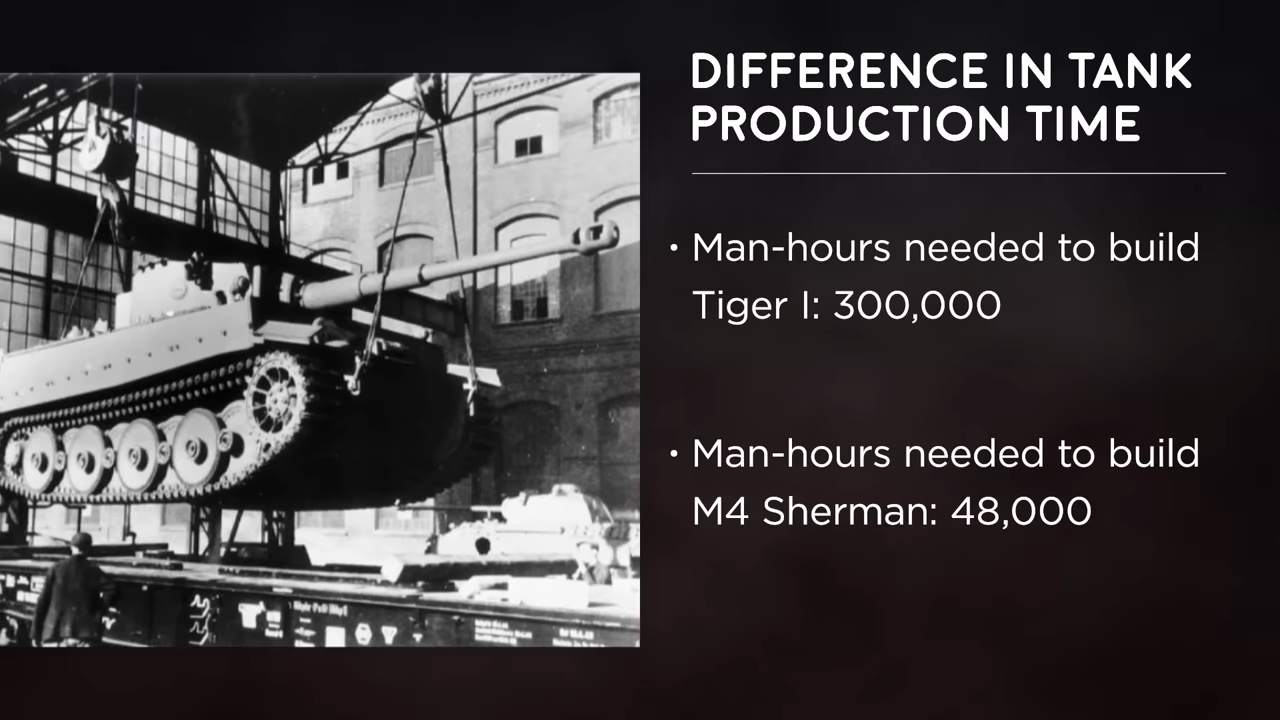 DIFFERENCE IN TANK
PRODUCTION TIME
• Man-hours needed to build
Tiger I: 300,000
• Man-hours needed to build
M4 Sherman: 48,000